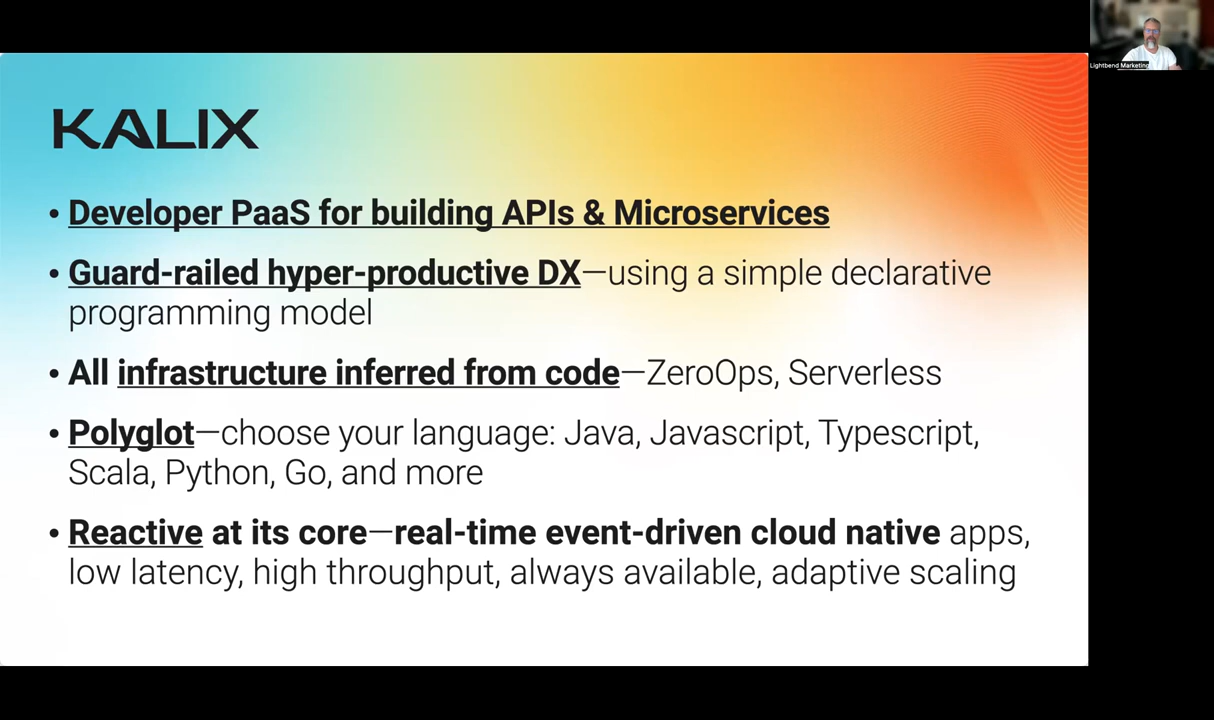 KALIX
• Developer PaaS for building APIs & Microservices
• Guard-railed hyper-productive DX—using a simple declarative
programming model
• All infrastructure inferred from code—ZeroOps, Serverless
• Polyglot—choose your language: Java, Javascript, Typescript,
Scala, Python, Go, and more
• Reactive at its core—real-time event-driven cloud native apps,
low latency, high throughput, always available, adaptive scaling
Lightbend Marketing